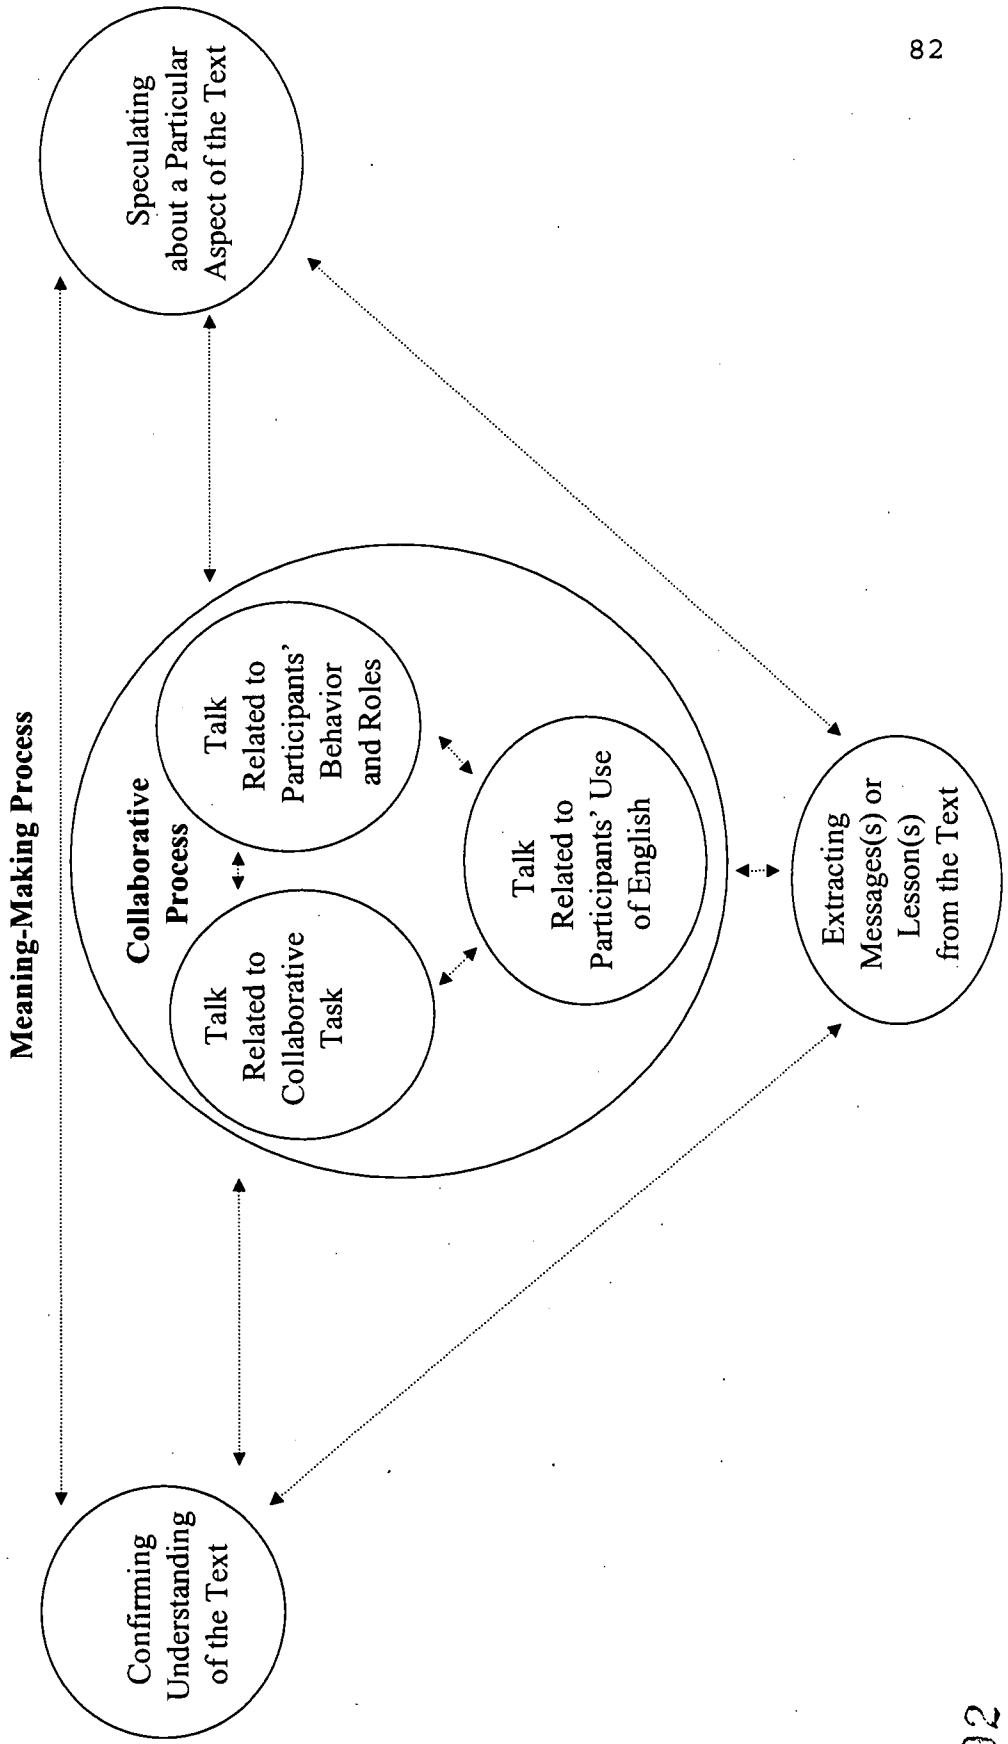 82
Meaning-Making Process
Confirming
Understanding
of the Text
Collaborative
Process
Talk
Related to
Collaborative
Task
Talk
Related to
Participants'
Behavior
and Roles
Talk
Related to
Participants' Use
of English
Speculating
about a Particular
Aspect of the Text
Extracting
Messages(s) or
Lesson(s)
from the Text